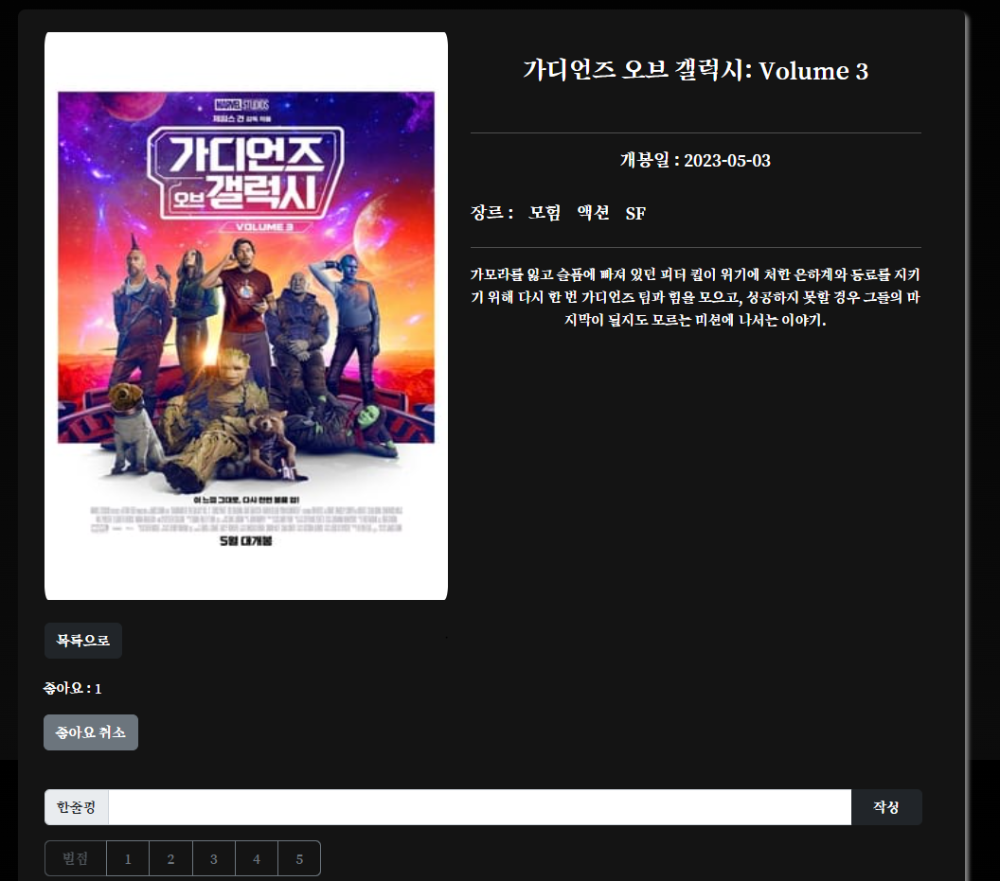 가디언즈 오브 갤럭시: Volume 3
MARVEL STUDIOS
제임스 건 감독 작품
가디언즈
오브 갤럭시
VOLUME 3
개봉일 : 2023-05-03
장르 : 모험 액션 SF
가모라를 잃고 슬픔에 빠져 있던 피터 퀼이 위기에 처한 은하계와 동료를 지키
기 위해 다시 한 번 가디언즈 팀과 힘을 모으고, 성공하지 못할 경우 그들의 마
지막이 될지도 모르는 미션에 나서는 이야기.
이 느낌 그대로, 다시 한번 볼륨 업!
5월 대개봉
목록으로
좋아요 : 1
좋아요 취소
한줄평
작성
별점 1 2 3 4 5